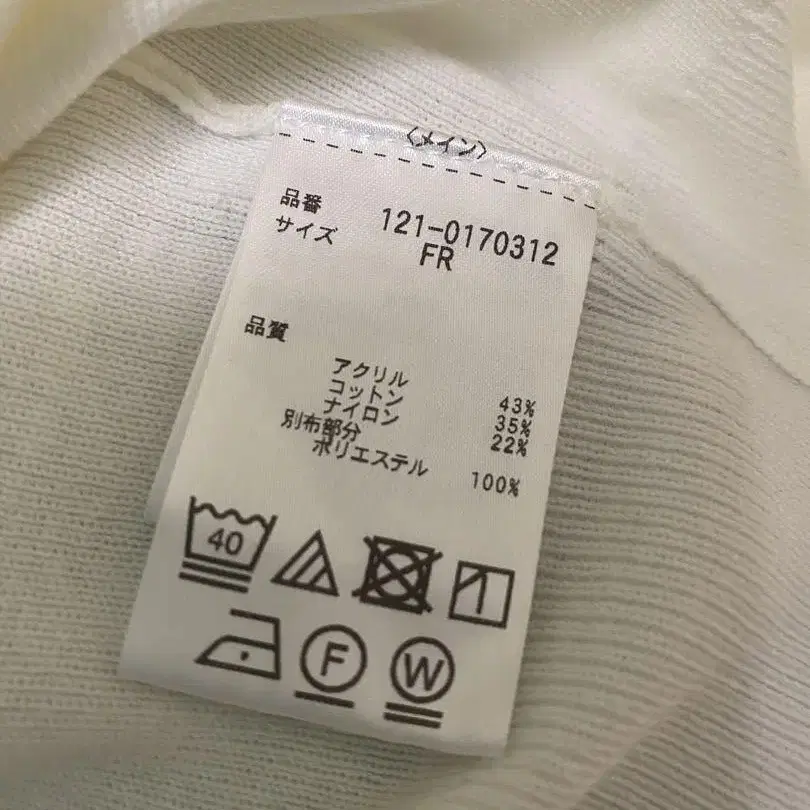 〈メイン〉
品番 121-0170312
サイズ FR
品質
アクリル 43%
コットン 35%
ナイロン 22%
別布部分
ポリエステル 100%
40
F W